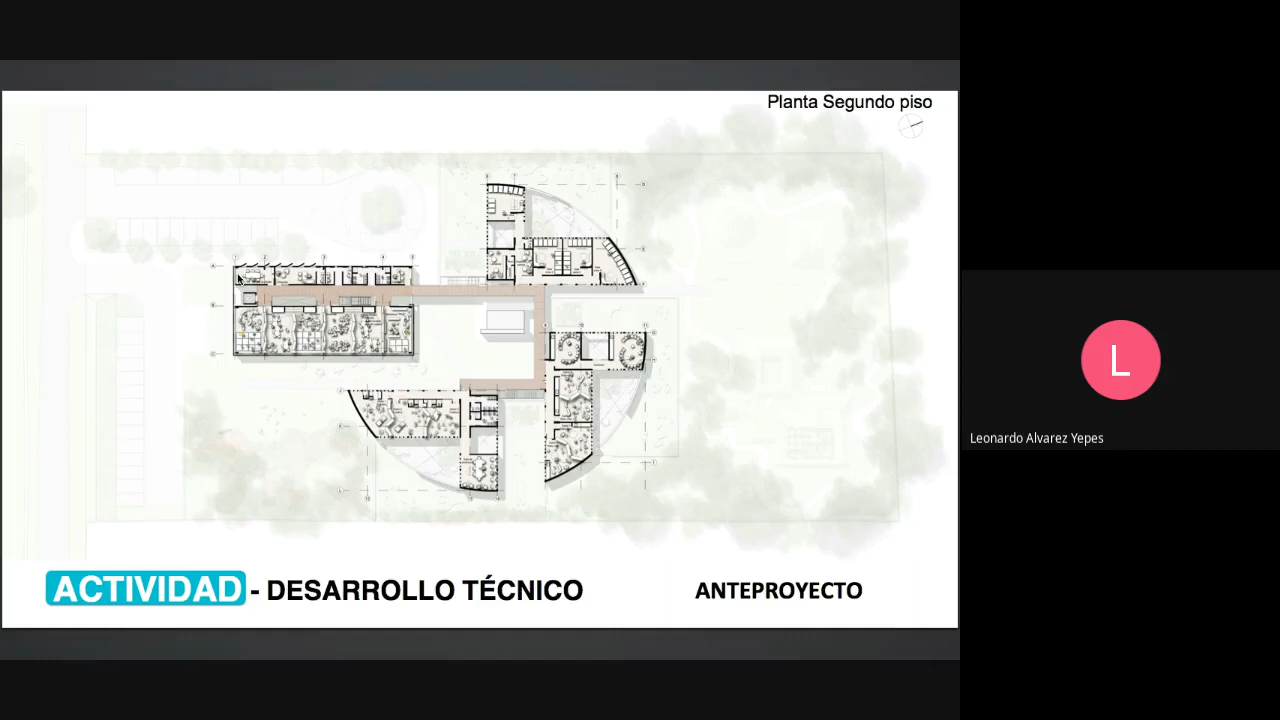 Planta Segundo piso
ACTIVIDAD - DESARROLLO TÉCNICO
ANTEPROYECTO
L
Leonardo Alvarez Yepes